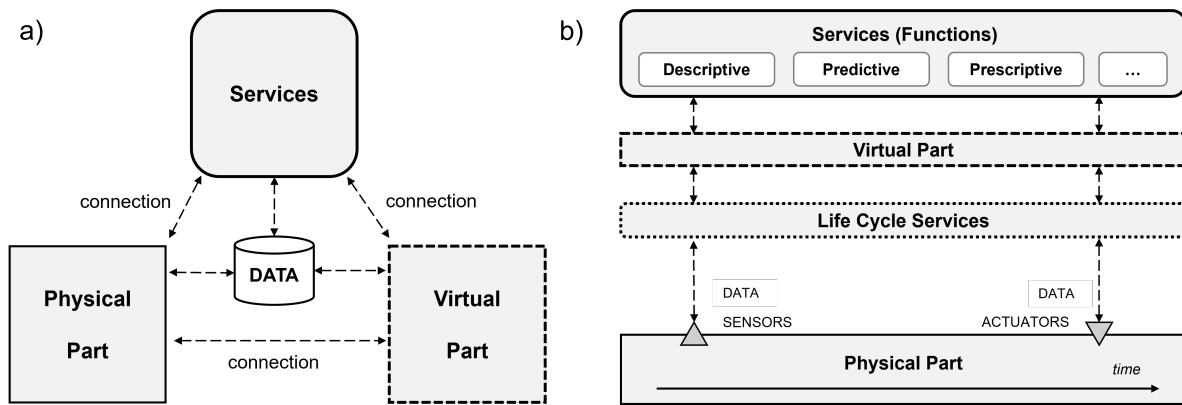 a)
Services
connection
connection
DATA
Physical
Part
Virtual
Part
connection
b)
Services (Functions)
Descriptive
Predictive
Prescriptive
...
Virtual Part
Life Cycle Services
DATA
SENSORS
DATA
ACTUATORS
Physical Part
time